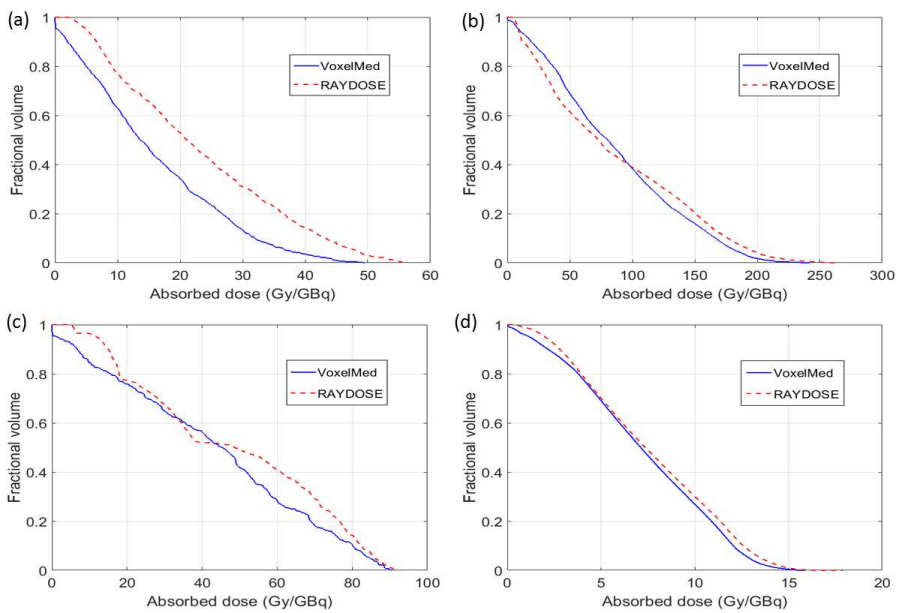 (a)
1
0.8
0.6
0.4
0.2
0
Fractional volume
VoxelMed
RAYDOSE
0 10 20 30 40 50 60
Absorbed dose (Gy/GBq)
(b)
1
0.8
0.6
0.4
0.2
0
Fractional volume
VoxelMed
RAYDOSE
0 50 100 150 200 250 300
Absorbed dose (Gy/GBq)
(c)
1
0.8
0.6
0.4
0.2
0
Fractional volume
VoxelMed
RAYDOSE
0 20 40 60 80 100
Absorbed dose (Gy/GBq)
(d)
1
0.8
0.6
0.4
0.2
0
Fractional volume
VoxelMed
RAYDOSE
0 5 10 15 20
Absorbed dose (Gy/GBq)